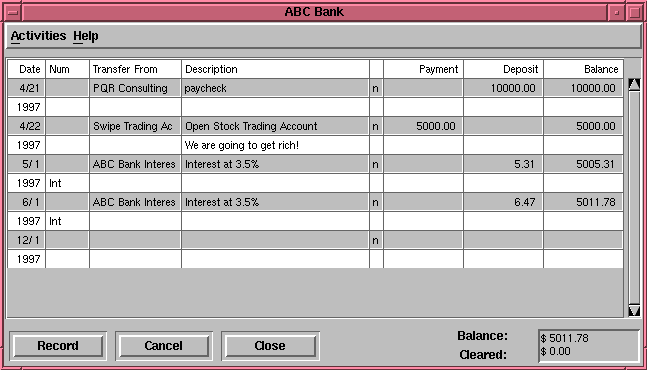 ABC Bank
Activities Help
Date Num Transfer From Description Payment Deposit Balance
4/21 PQR Consulting paycheck n 10000.00 10000.00
1997
4/22 Swipe Trading Ac Open Stock Trading Account n 5000.00 5000.00
1997 We are going to get rich!
5/ 1 ABC Bank Interes Interest at 3.5% n 5.31 5005.31
1997 Int
6/ 1 ABC Bank Interes Interest at 3.5% n 6.47 5011.78
1997 Int
12/ 1 n
1997
Record Cancel Close
Balance: $ 5011.78
Cleared: $ 0.00